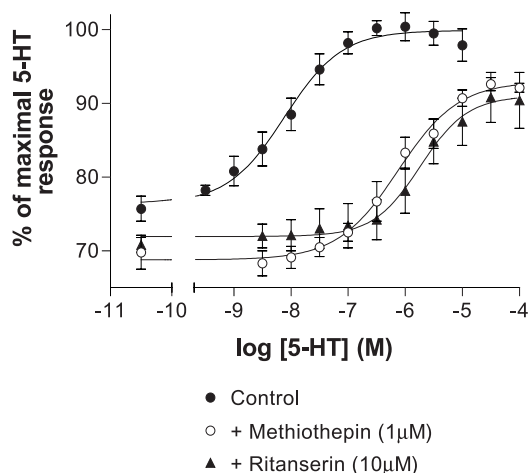 % of maximal 5-HT
response
100
90
80
70
-11 -10 -9 -8 -7 -6 -5 -4
log [5-HT] (M)
Control
+ Methiothepin (1μM)
+ Ritanserin (10μM)